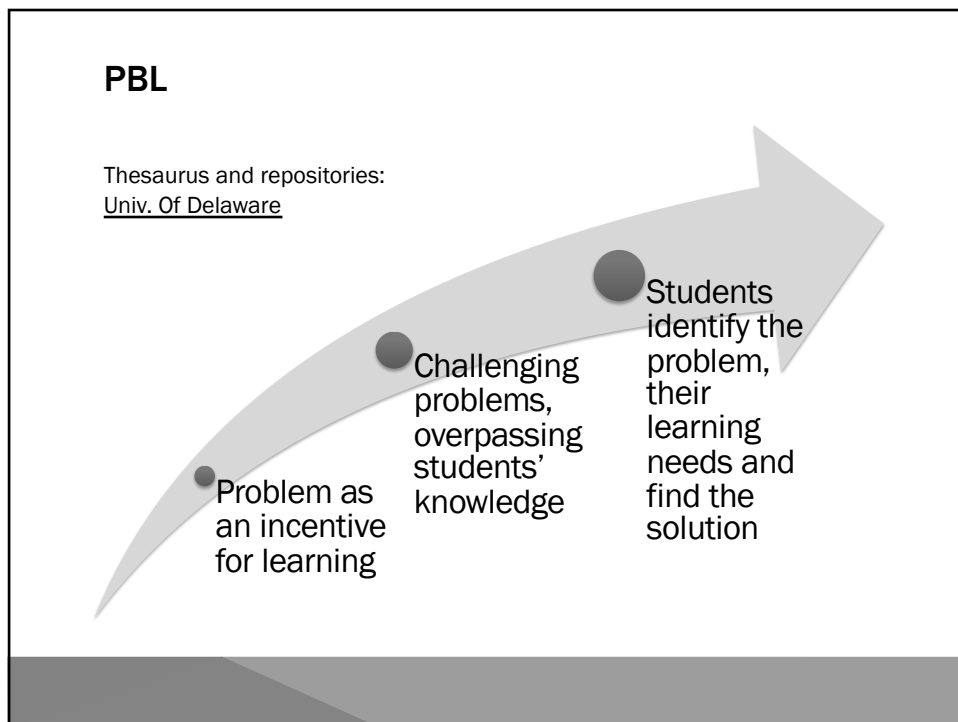 PBL
Thesaurus and repositories:
Univ. Of Delaware
Problem as
an incentive
for learning
Challenging
problems,
overpassing
students’
knowledge
Students
identify the
problem,
their
learning
needs and
find the
solution